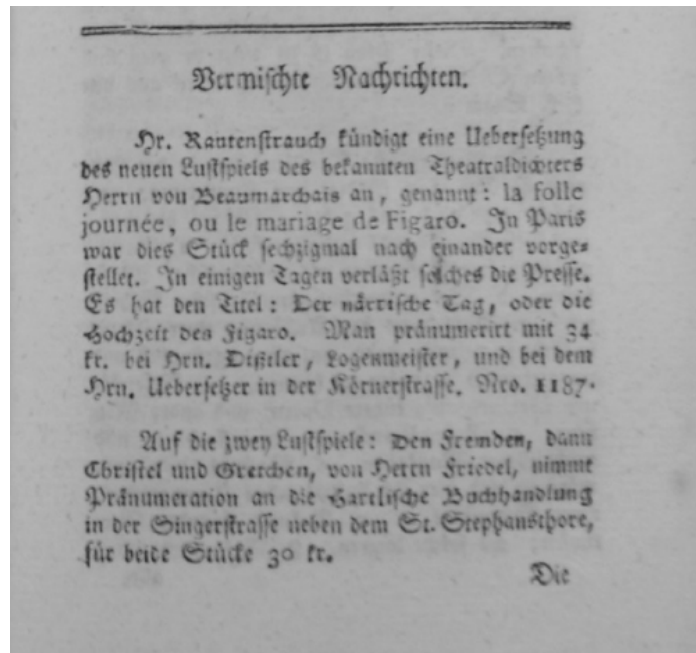 Vermischte Nachrichten.
Hr. Rautenstrauch kündigt eine Uebersetzung
des neuen Lustspiels des bekannten Theatraldichters
Herrn von Beaumarchais an, genannt: la folle
journée, ou le mariage de Figaro. In Paris
war dies Stück sechzigmal nach einander vorge-
stellet. In einigen Tagen verläßt solches die Presse.
Es hat den Titel: Der närrische Tag, oder die
Hochzeit des Figaro. Man pränumerirt mit 34
kr. bei Hrn. Dißtler, Logenmeister, und bei dem
Hrn. Uebersetzer in der Körnerstrasse. Nro. 1187.
Auf die zwey Lustspiele: Den Fremden, dann
Christel und Gretchen, von Herrn Friedel, nimmt
Pränumeration an die Hartlische Buchhandlung
in der Singerstrasse neben dem St. Stephansthore,
für beide Stücke 30 kr.
Die